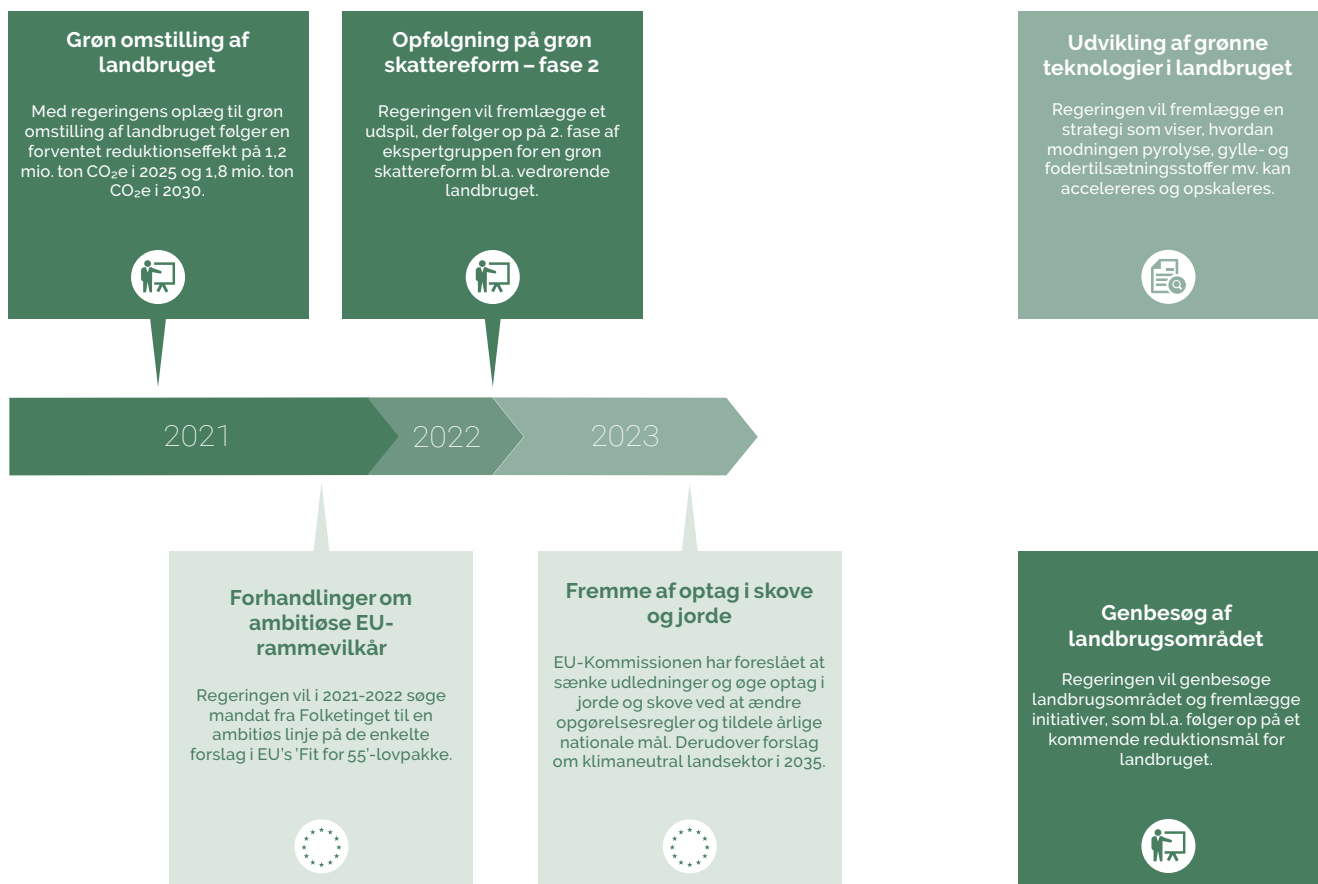 Grøn omstilling af
landbruget
Med regeringens oplæg til grøn
omstilling af landbruget følger en
forventet reduktionseffekt på 1,2
mio. ton CO₂e i 2025 og 1,8 mio. ton
CO₂e i 2030.
Opfølgning på grøn
skattereform – fase 2
Regeringen vil fremlægge et
udspil, der følger op på 2. fase af
ekspertgruppen for en grøn
skattereform bl.a. vedrørende
landbruget.
Udvikling af grønne
teknologier i landbruget
Regeringen vil fremlægge en
strategi som viser, hvordan
modningen pyrolyse, gylle- og
fodertilsætningsstoffer mv. kan
accelereres og opskaleres.
2021
2022
2023
Forhandlinger om
ambitiøse EU-
rammevilkår
Regeringen vil i 2021-2022 søge
mandat fra Folketinget til en
ambitiøs linje på de enkelte
forslag i EU's 'Fit for 55'-lovpakke.
Fremme af optag i skove
og jorde
EU-Kommissionen har foreslået at
sænke udledninger og øge optag i
jorde og skove ved at ændre
opgørelsesregler og tildele årlige
nationale mål. Derudover forslag
om klimaneutral landsektor i 2035.
Genbesøg af
landbrugsområdet
Regeringen vil genbesøge
landbrugsområdet og fremlægge
initiativer, som bl.a. følger op på et
kommende reduktionsmål for
landbruget.